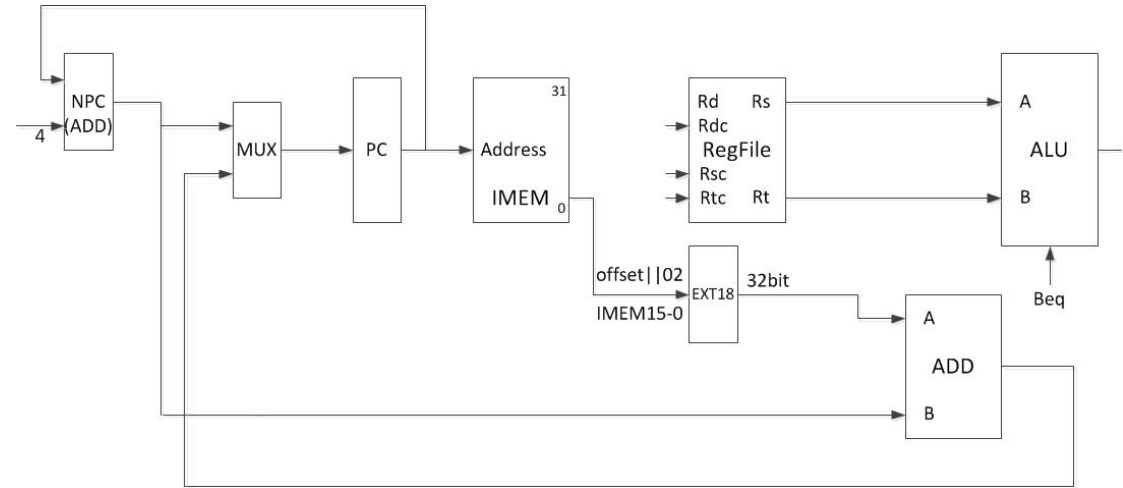 NPC
(ADD)
4
MUX
PC
31
Address
IMEM
0
Rd Rs
Rdc
RegFile
Rsc
Rtc Rt
A
ALU
B
Beq
offset||02
IMEM15-0
EXT18
32bit
A
ADD
B